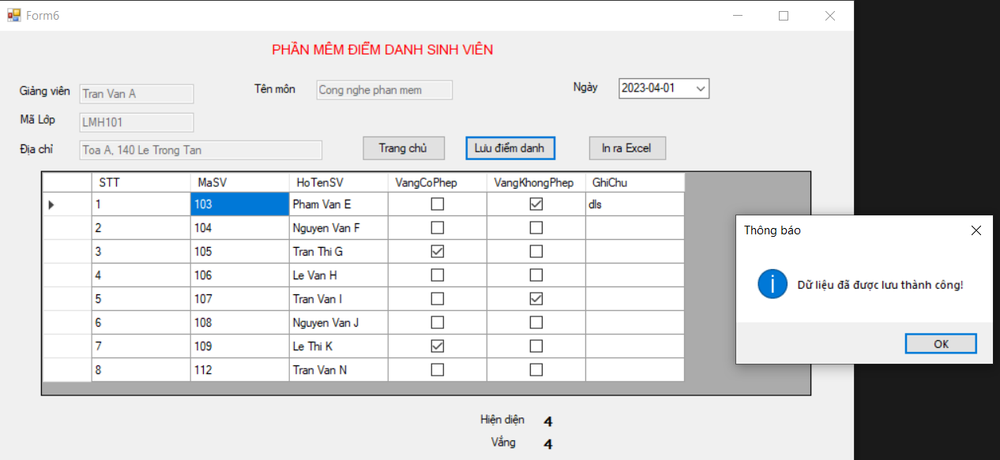 Form6
PHẦN MÊM ĐIỂM DANH SINH VIÊN
Giảng viên Tran Van A Tên môn Cong nghe phan mem Ngày 2023-04-01
Mã Lớp LMH101
Địa chỉ Toa A, 140 Le Trong Tan Trang chủ Lưu điểm danh In ra Excel
STT MaSV HoTenSV VangCoPhep VangKhongPhep GhiChu
1 103 Pham Van E dls
2 104 Nguyen Van F
3 105 Tran Thi G
4 106 Le Van H
5 107 Tran Van I
6 108 Nguyen Van J
7 109 Le Thi K
8 112 Tran Van N
Hiện diện 4
Vắng 4
Thông báo
Dữ liệu đã được lưu thành công!
OK